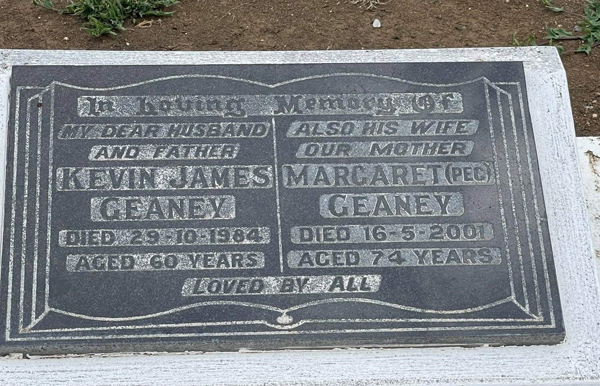 In Loving Memory Of
MY DEAR HUSBAND
AND FATHER
KEVIN JAMES
GEANEY
DIED 29-10-1984
AGED 60 YEARS
ALSO HIS WIFE
OUR MOTHER
MARGARET (PEG)
GEANEY
DIED 16-5-2001
AGED 74 YEARS
LOVED BY ALL